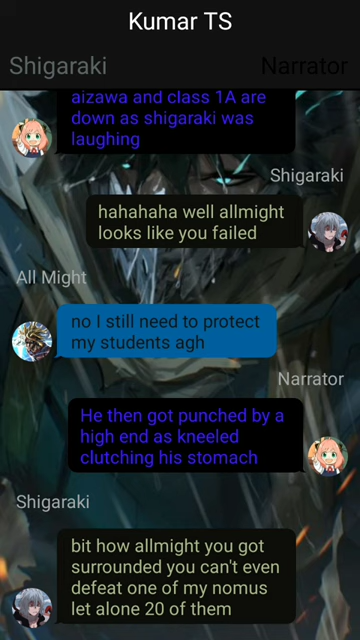 Kumar TS
Shigaraki
Narrator
aizawa and class 1A are
down as shigaraki was
laughing
Shigaraki
hahahaha well allmight
looks like you failed
All Might
no I still need to protect
my students agh
Narrator
He then got punched by a
high end as kneeled
clutching his stomach
Shigaraki
bit how allmight you got
surrounded you can't even
defeat one of my nomus
let alone 20 of them